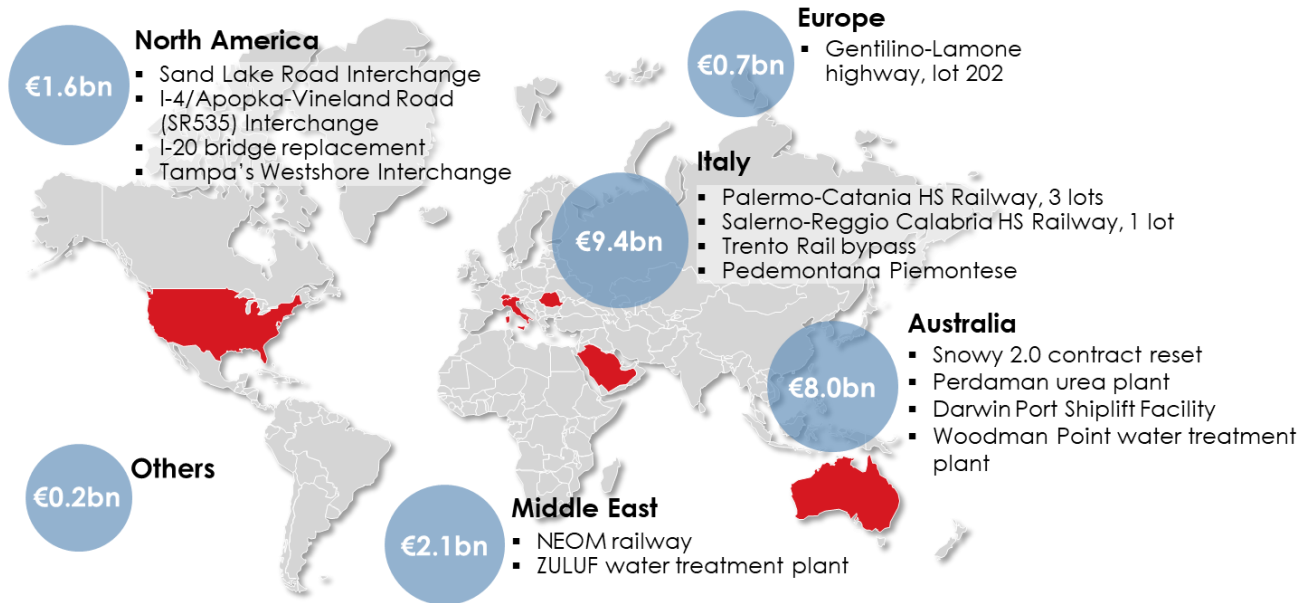 North America
€1.6bn
▪ Sand Lake Road Interchange
▪ I-4/Apopka-Vineland Road
(SR535) Interchange
▪ I-20 bridge replacement
▪ Tampa's Westshore Interchange
Europe
€0.7bn
▪ Gentilino-Lamone
highway, lot 202
Italy
€9.4bn
▪ Palermo-Catania HS Railway, 3 lots
▪ Salerno-Reggio Calabria HS Railway, 1 lot
▪ Trento Rail bypass
▪ Pedemontana Piemontese
Australia
€8.0bn
▪ Snowy 2.0 contract reset
▪ Perdaman urea plant
▪ Darwin Port Shiplift Facility
▪ Woodman Point water treatment
plant
Others
€0.2bn
Middle East
€2.1bn
▪ NEOM railway
▪ ZULUF water treatment plant